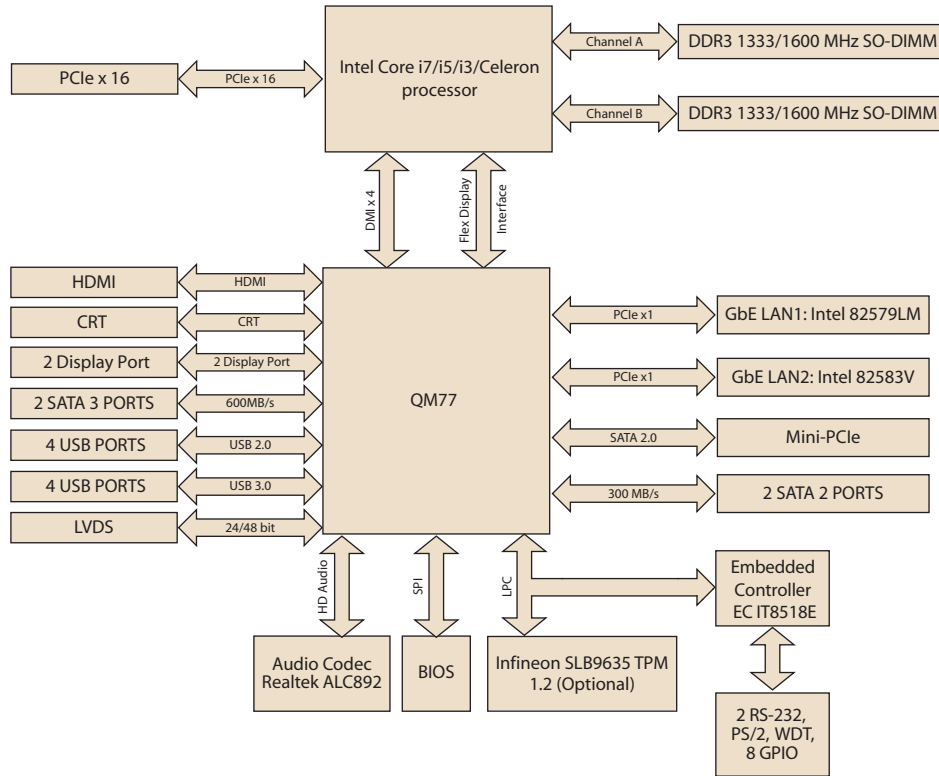 PCIe x 16
PCIe x 16
Intel Core i7/i5/i3/Celeron
processor
Channel A
DDR3 1333/1600 MHz SO-DIMM
Channel B
DDR3 1333/1600 MHz SO-DIMM
DMI x 4
Flex Display
Interface
HDMI
HDMI
CRT
CRT
2 Display Port
2 Display Port
2 SATA 3 PORTS
600MB/s
4 USB PORTS
USB 2.0
4 USB PORTS
USB 3.0
LVDS
24/48 bit
QM77
PCIe x1
GbE LAN1: Intel 82579LM
PCIe x1
GbE LAN2: Intel 82583V
SATA 2.0
Mini-PCIe
300 MB/s
2 SATA 2 PORTS
HD Audio
SPI
LPC
Audio Codec
Realtek ALC892
BIOS
Infineon SLB9635 TPM
1.2 (Optional)
Embedded
Controller
EC IT8518E
2 RS-232,
PS/2, WDT,
8 GPIO